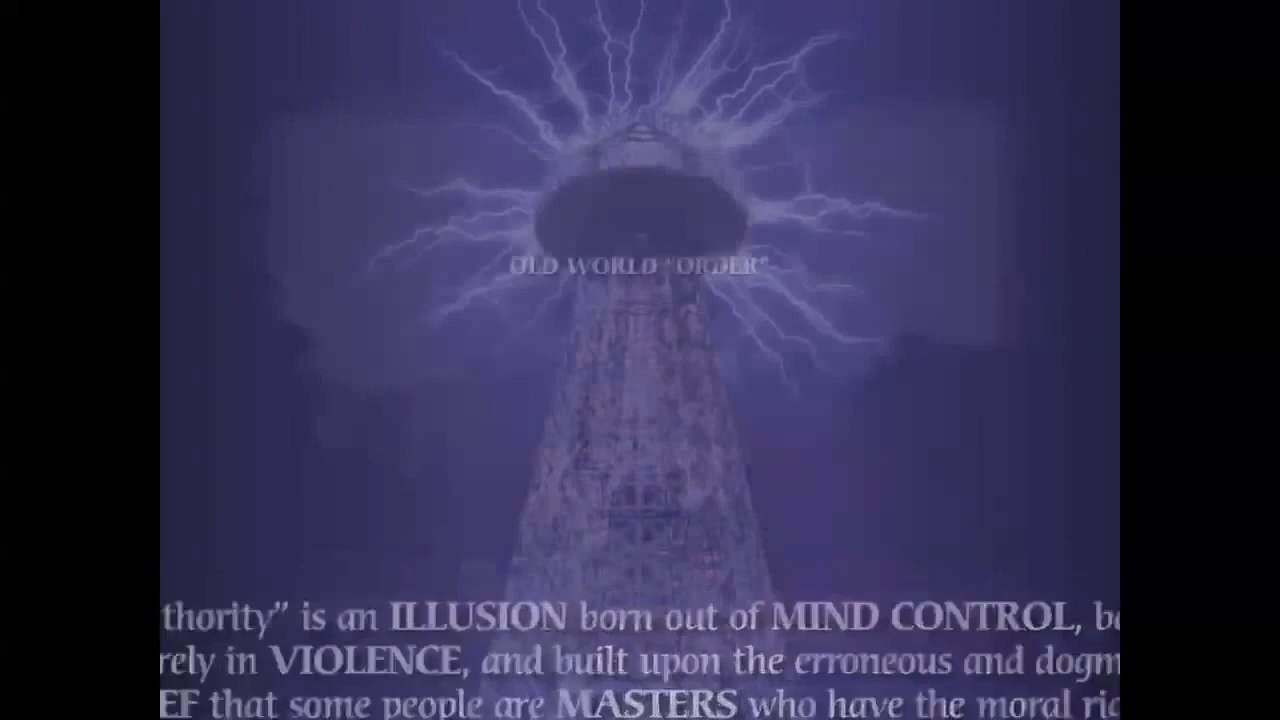 OLD WORLD "ORDER"
thority" is an ILLUSION born out of MIND CONTROL, b
rely in VIOLENCE, and built upon the erroneous and dogm
EF that some people are MASTERS who have the moral ri